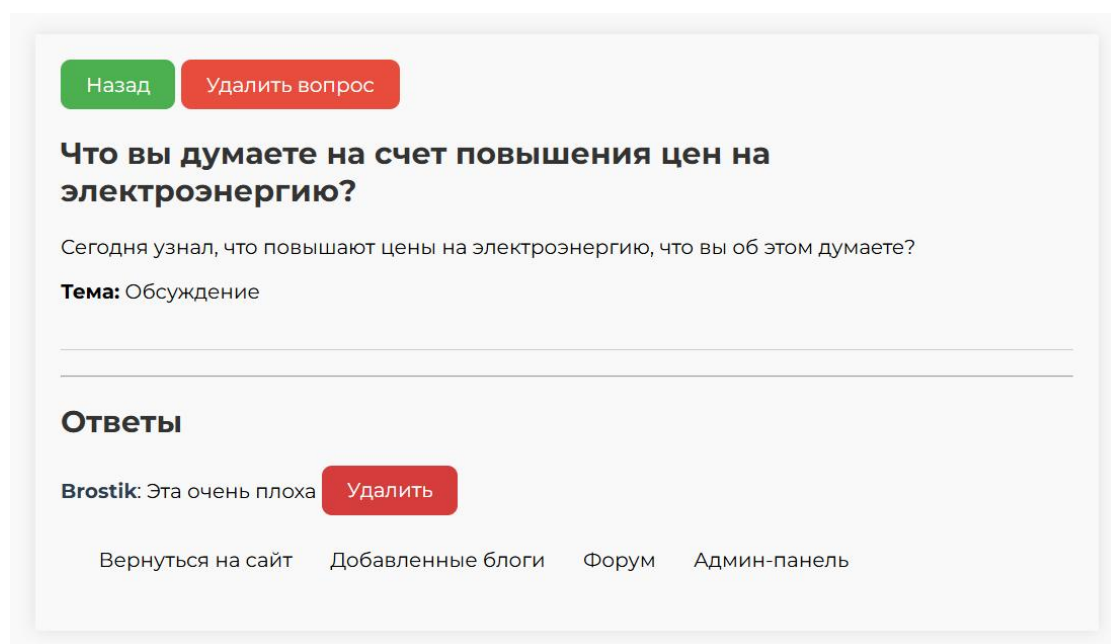 Назад Удалить вопрос
Что вы думаете на счет повышения цен на
электроэнергию?
Сегодня узнал, что повышают цены на электроэнергию, что вы об этом думаете?
Тема: Обсуждение
Ответы
Brostik: Эта очень плоха Удалить
Вернуться на сайт Добавленные блоги Форум Админ-панель